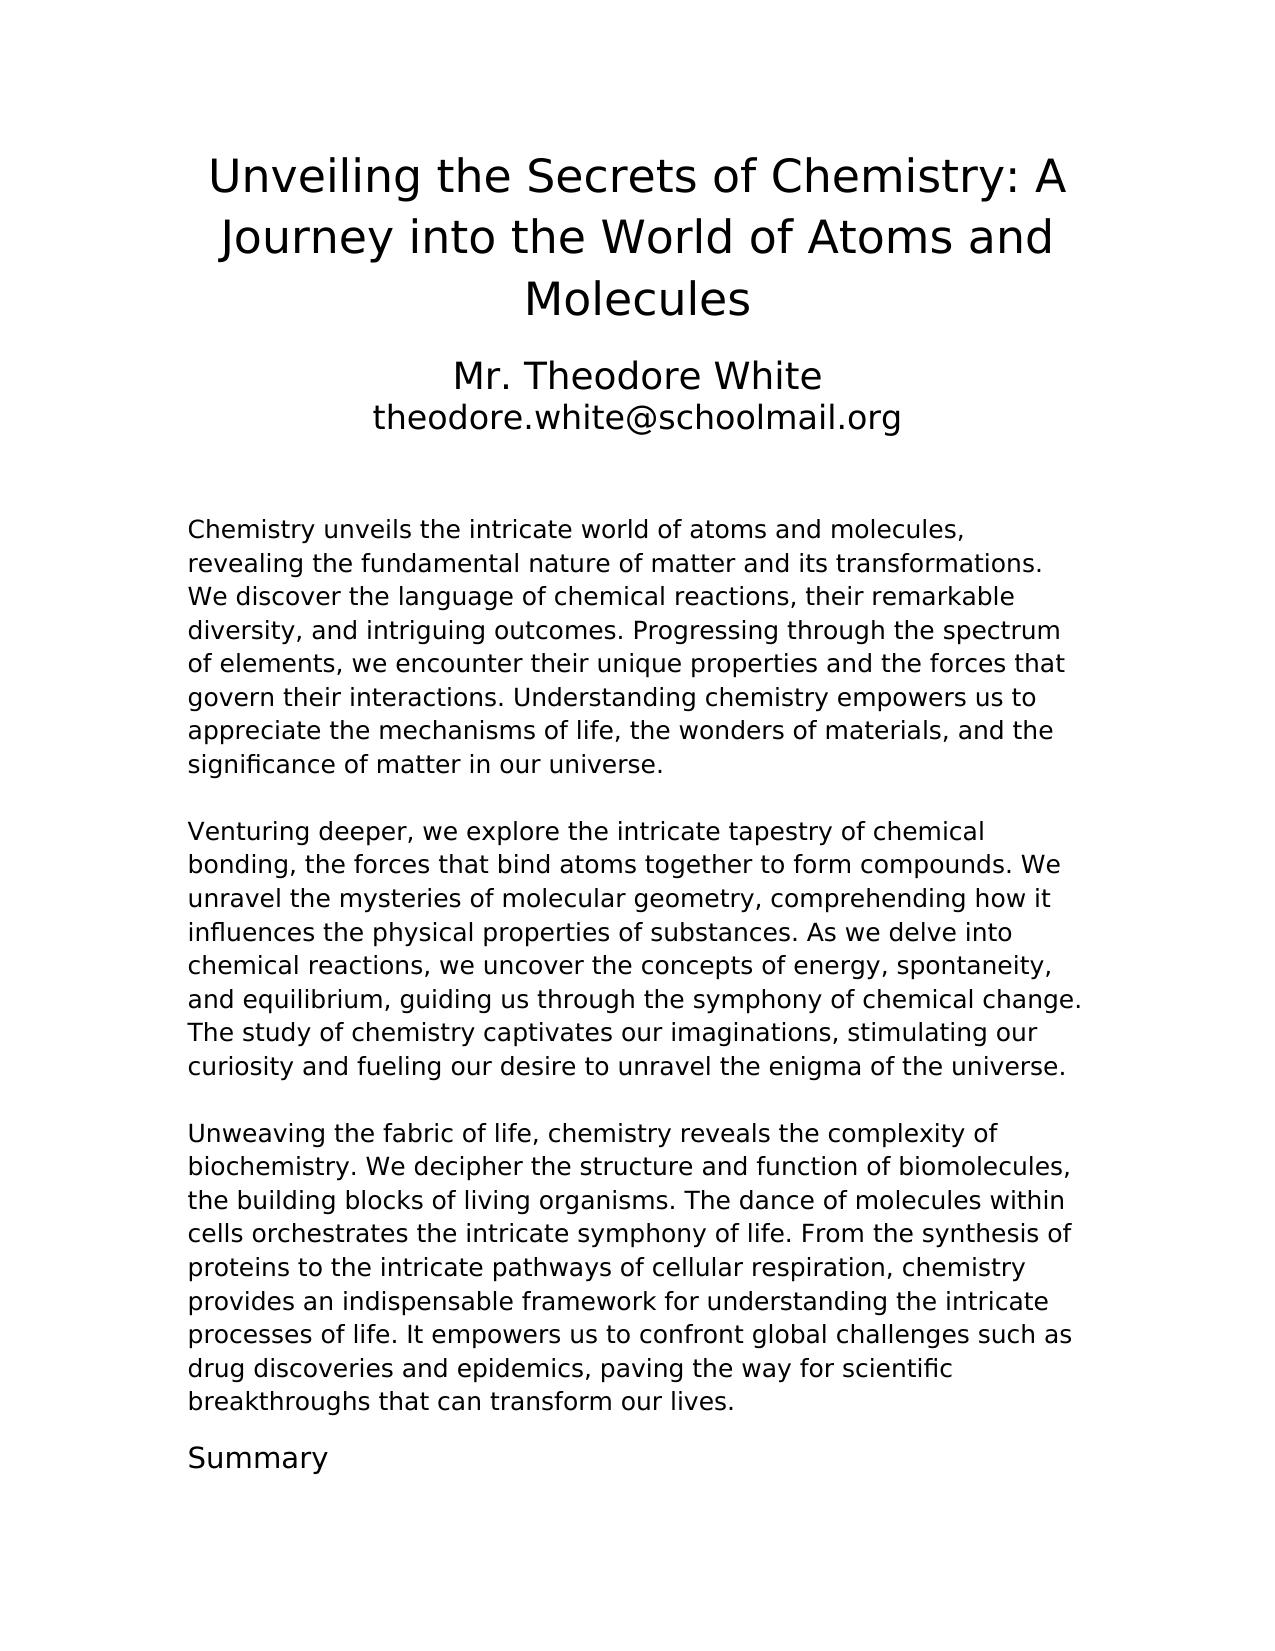 Unveiling the Secrets of Chemistry: A
Journey into the World of Atoms and
Molecules
Mr. Theodore White
theodore.white@schoolmail.org
Chemistry unveils the intricate world of atoms and molecules,
revealing the fundamental nature of matter and its transformations.
We discover the language of chemical reactions, their remarkable
diversity, and intriguing outcomes. Progressing through the spectrum
of elements, we encounter their unique properties and the forces that
govern their interactions. Understanding chemistry empowers us to
appreciate the mechanisms of life, the wonders of materials, and the
significance of matter in our universe.
Venturing deeper, we explore the intricate tapestry of chemical
bonding, the forces that bind atoms together to form compounds. We
unravel the mysteries of molecular geometry, comprehending how it
influences the physical properties of substances. As we delve into
chemical reactions, we uncover the concepts of energy, spontaneity,
and equilibrium, guiding us through the symphony of chemical change.
The study of chemistry captivates our imaginations, stimulating our
curiosity and fueling our desire to unravel the enigma of the universe.
Unweaving the fabric of life, chemistry reveals the complexity of
biochemistry. We decipher the structure and function of biomolecules,
the building blocks of living organisms. The dance of molecules within
cells orchestrates the intricate symphony of life. From the synthesis of
proteins to the intricate pathways of cellular respiration, chemistry
provides an indispensable framework for understanding the intricate
processes of life. It empowers us to confront global challenges such as
drug discoveries and epidemics, paving the way for scientific
breakthroughs that can transform our lives.
Summary